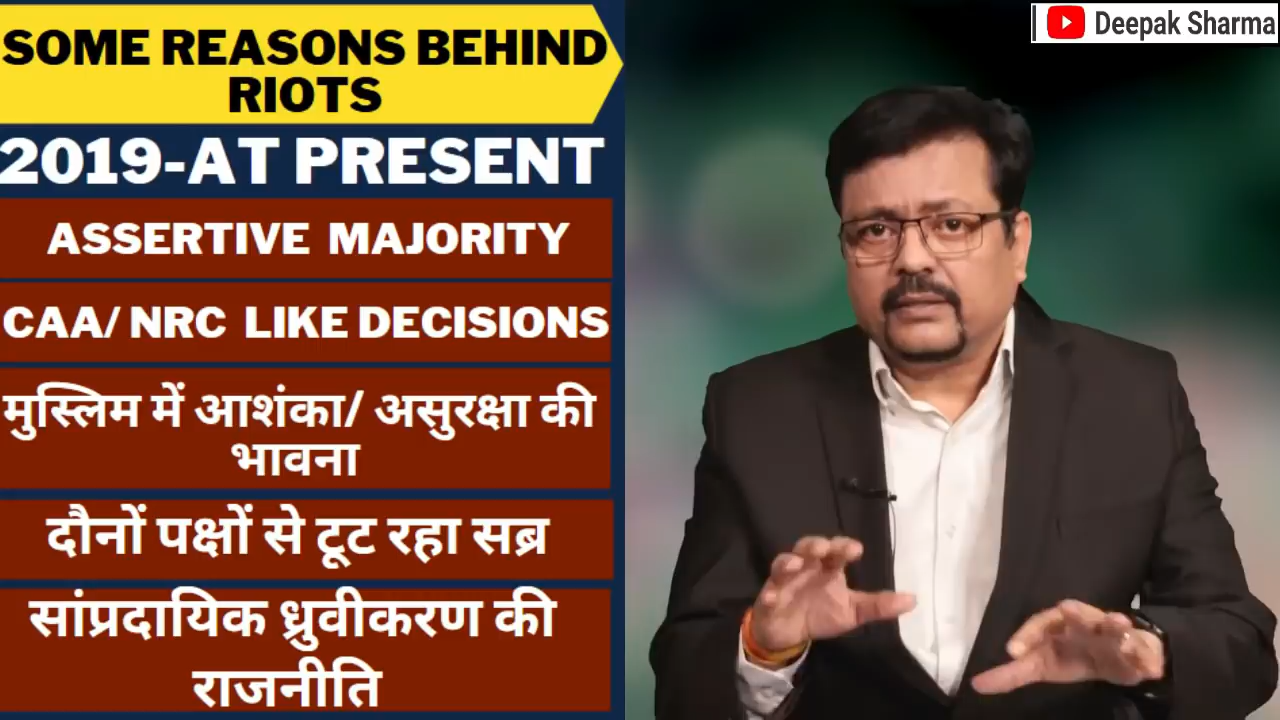 Deepak Sharma
SOME REASONS BEHIND
RIOTS
2019-AT PRESENT
ASSERTIVE MAJORITY
CAA/ NRC LIKE DECISIONS
मुस्लिम में आशंका/ असुरक्षा की
भावना
दौनों पक्षों से टूट रहा सब्र
सांप्रदायिक ध्रुवीकरण की
राजनीति